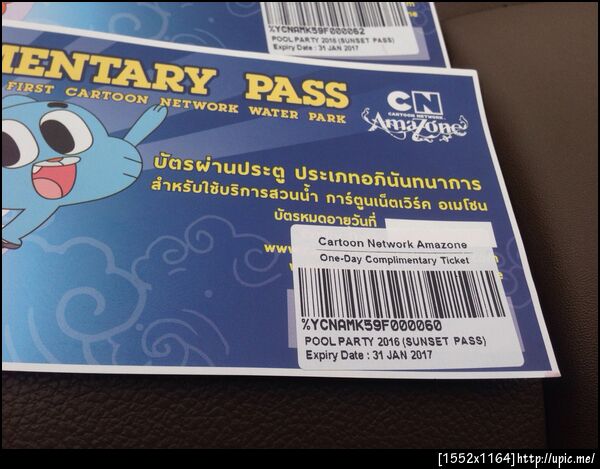 %YCNAMK59F000062
POOL PARTY 2016 (SUNSET PASS)
Expiry Date : 31 JAN 2017
MENTARY PASS
FIRST CARTOON NETWORK WATER PARK
CN
CARTOON NETWORK
AmaZone
บัตรผ่านประตู ประเภทอภินันทนาการ
สำหรับใช้บริการสวนน้ำ การ์ตูนเน็ตเวิร์ค อเมโซน
บัตรหมดอายุวันที่
www.
Cartoon Network Amazone
One-Day Complimentary Ticket
%YCNAMK59F000060
POOL PARTY 2016 (SUNSET PASS)
Expiry Date : 31 JAN 2017
[1552x1164]http://upic.me/